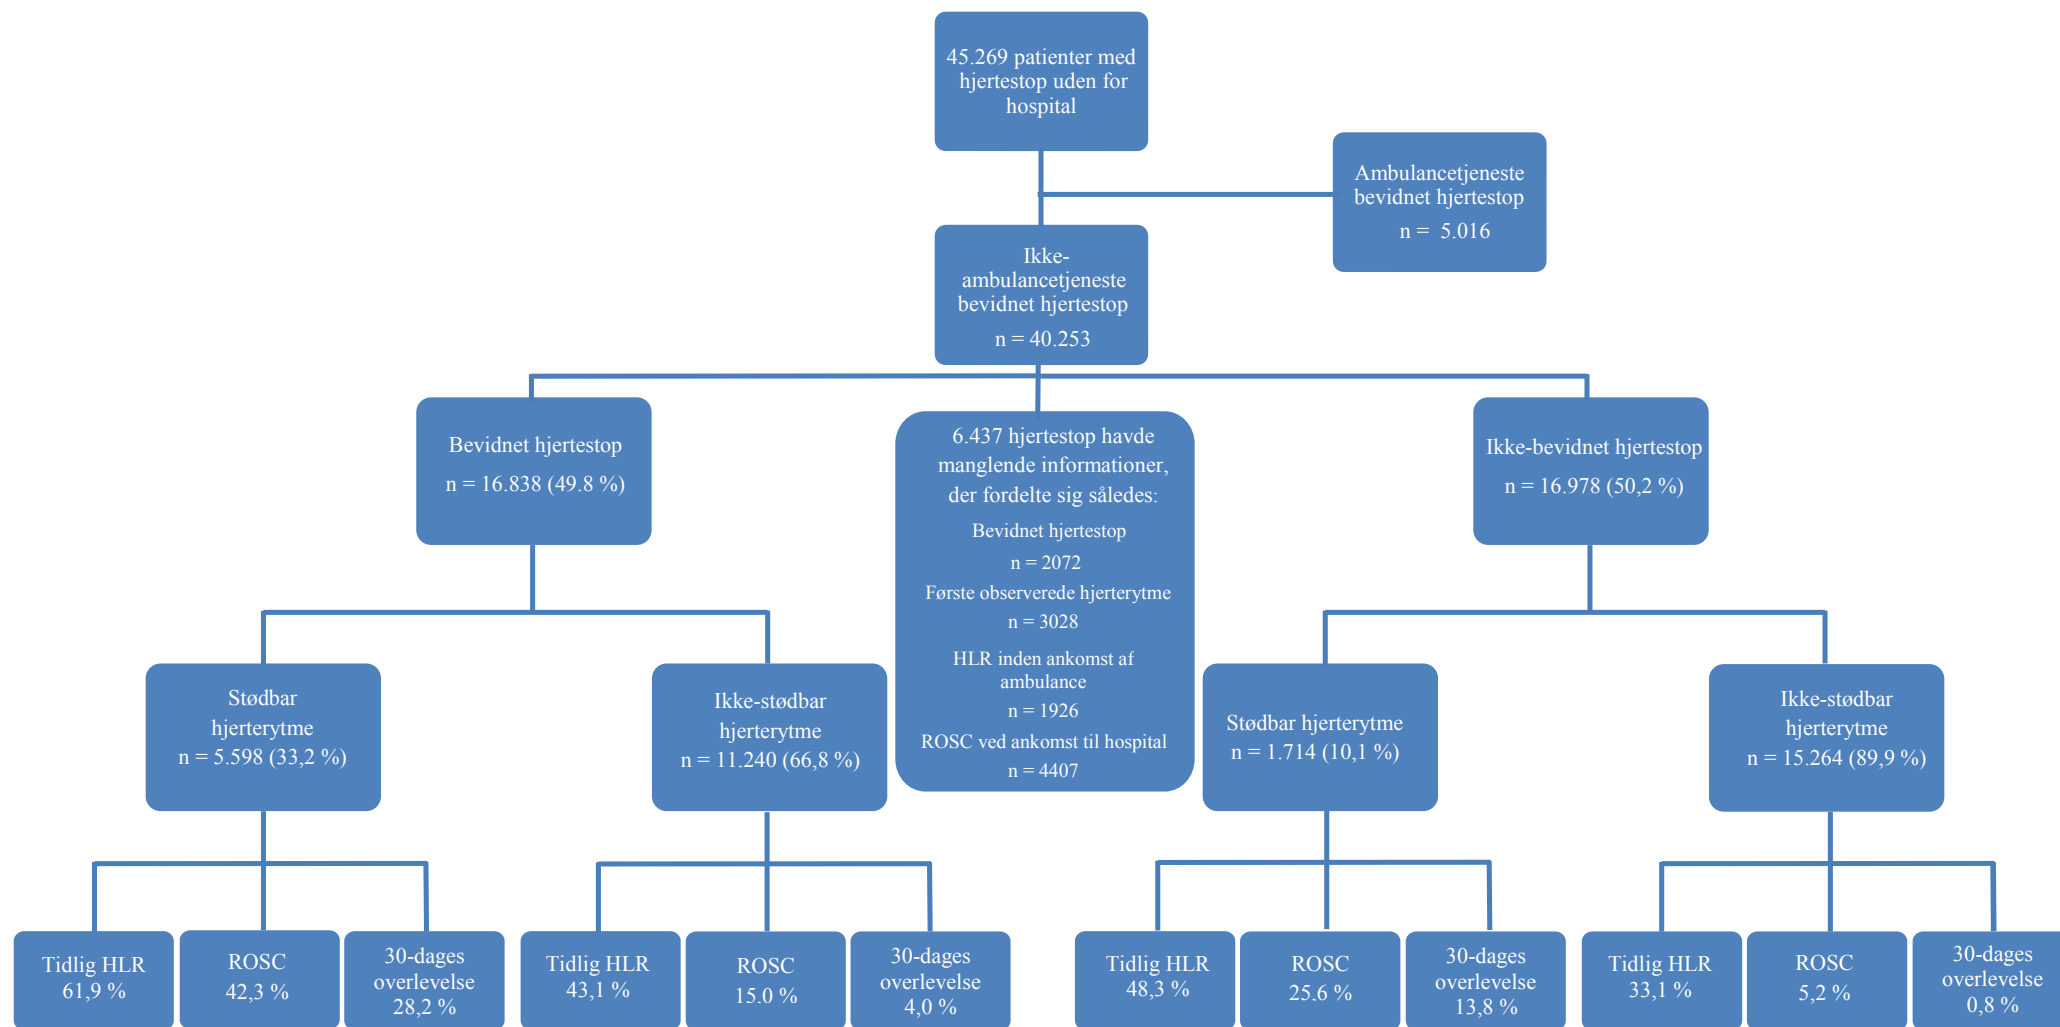 45.269 patienter med
hjertestop uden for
hospital
Ambulancetjeneste
bevidnet hjertestop
n =  5.016
Ikke-
ambulancetjeneste
bevidnet hjertestop
n = 40.253
Bevidnet hjertestop
n = 16.838 (49.8 %)
6.437 hjertestop havde
manglende informationer,
der fordelte sig således:
Bevidnet hjertestop
n = 2072
Første observerede hjerterytme
n = 3028
HLR inden ankomst af
ambulance
n = 1926
ROSC ved ankomst til hospital
n = 4407
Ikke-bevidnet hjertestop
n = 16.978 (50,2 %)
Stødbar
hjerterytme
n = 5.598 (33,2 %)
Ikke-stødbar
hjerterytme
n = 11.240 (66,8 %)
Stødbar hjerterytme
n = 1.714 (10,1 %)
Ikke-stødbar
hjerterytme
n = 15.264 (89,9 %)
Tidlig HLR
61,9 %
ROSC
42,3 %
30-dages
overlevelse
28,2 %
Tidlig HLR
43,1 %
ROSC
15.0 %
30-dages
overlevelse
4,0 %
Tidlig HLR
48,3 %
ROSC
25,6 %
30-dages
overlevelse
13,8 %
Tidlig HLR
33,1 %
ROSC
5,2 %
30-dages
overlevelse
0,8 %